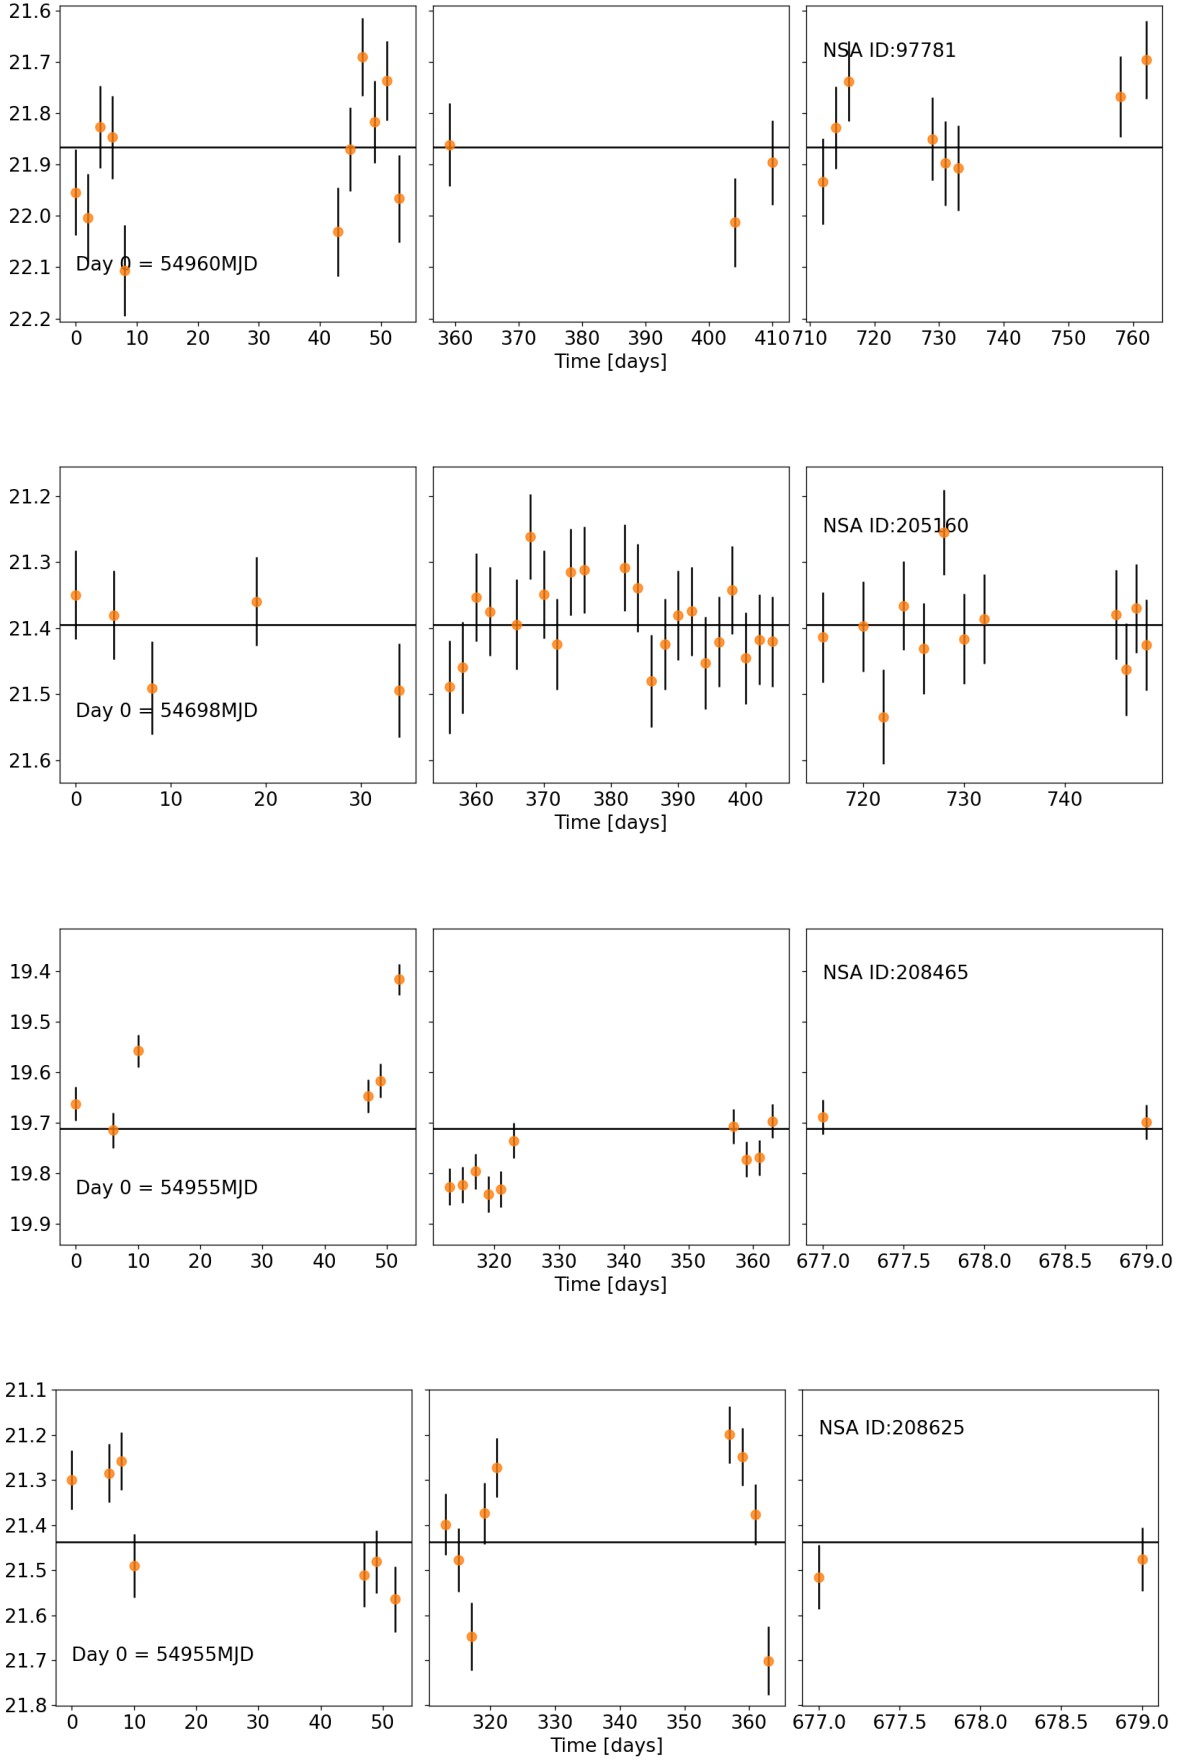 21.6
21.7
21.8
21.9
22.0
22.1
22.2
NSA ID:97781
Day 0 = 54960MJD
0 10 20 30 40 50
360 370 380 390 400 410
710 720 730 740 750 760
Time [days]
21.2
21.3
21.4
21.5
21.6
NSA ID:205160
Day 0 = 54698MJD
0 10 20 30
360 370 380 390 400
720 730 740
Time [days]
19.4
19.5
19.6
19.7
19.8
19.9
NSA ID:208465
Day 0 = 54955MJD
0 10 20 30 40 50
320 330 340 350 360
677.0 677.5 678.0 678.5 679.0
Time [days]
21.1
21.2
21.3
21.4
21.5
21.6
21.7
21.8
NSA ID:208625
Day 0 = 54955MJD
0 10 20 30 40 50
320 330 340 350 360
677.0 677.5 678.0 678.5 679.0
Time [days]